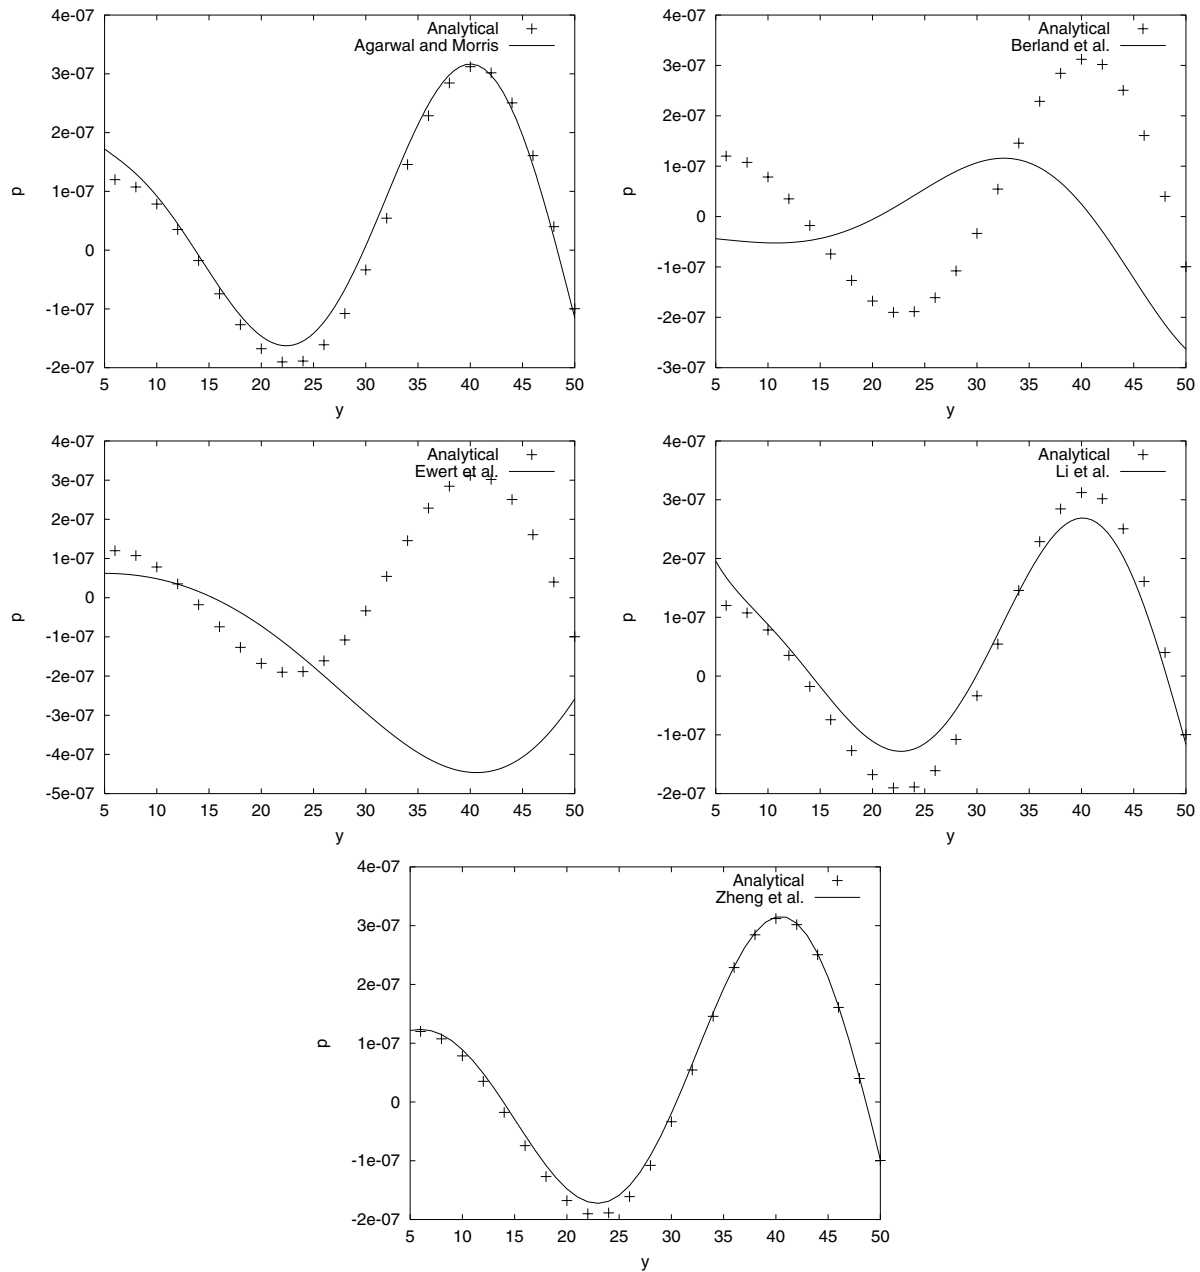 4e-07
3e-07
2e-07
1e-07
0
-1e-07
-2e-07
p
Analytical
Agarwal and Morris
5 10 15 20 25 30 35 40 45 50
y
4e-07
3e-07
2e-07
1e-07
0
-1e-07
-2e-07
-3e-07
p
Analytical
Berland et al.
5 10 15 20 25 30 35 40 45 50
y
4e-07
3e-07
2e-07
1e-07
0
-1e-07
-2e-07
-3e-07
-4e-07
-5e-07
p
Analytical
Ewert et al.
5 10 15 20 25 30 35 40 45 50
y
4e-07
3e-07
2e-07
1e-07
0
-1e-07
-2e-07
p
Analytical
Li et al.
5 10 15 20 25 30 35 40 45 50
y
4e-07
3e-07
2e-07
1e-07
0
-1e-07
-2e-07
p
Analytical
Zheng et al.
5 10 15 20 25 30 35 40 45 50
y